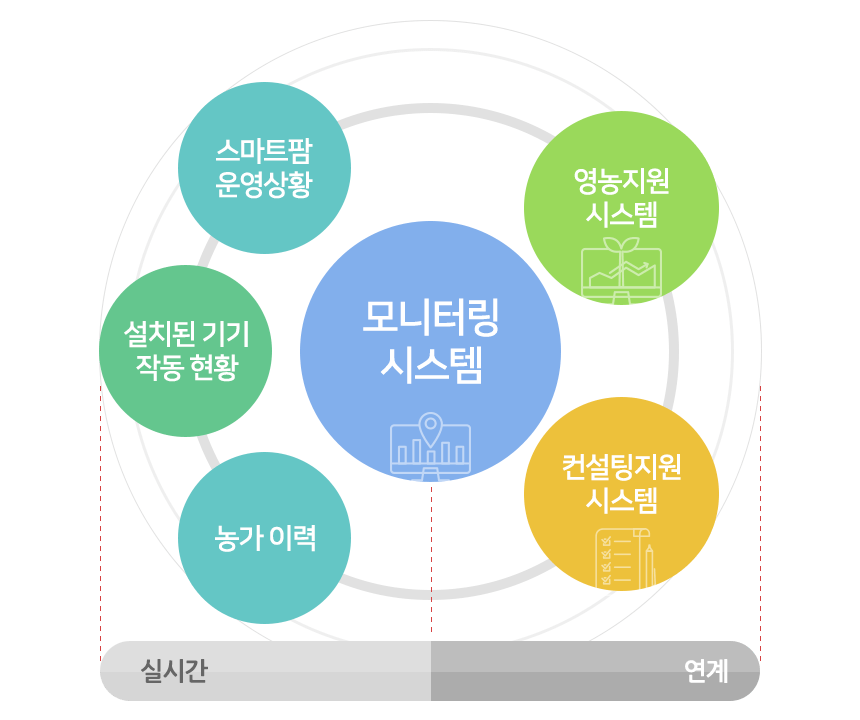 스마트팜
운영상황
영농지원
시스템
설치된 기기
작동 현황
모니터링
시스템
컨설팅지원
시스템
농가 이력
실시간
연계